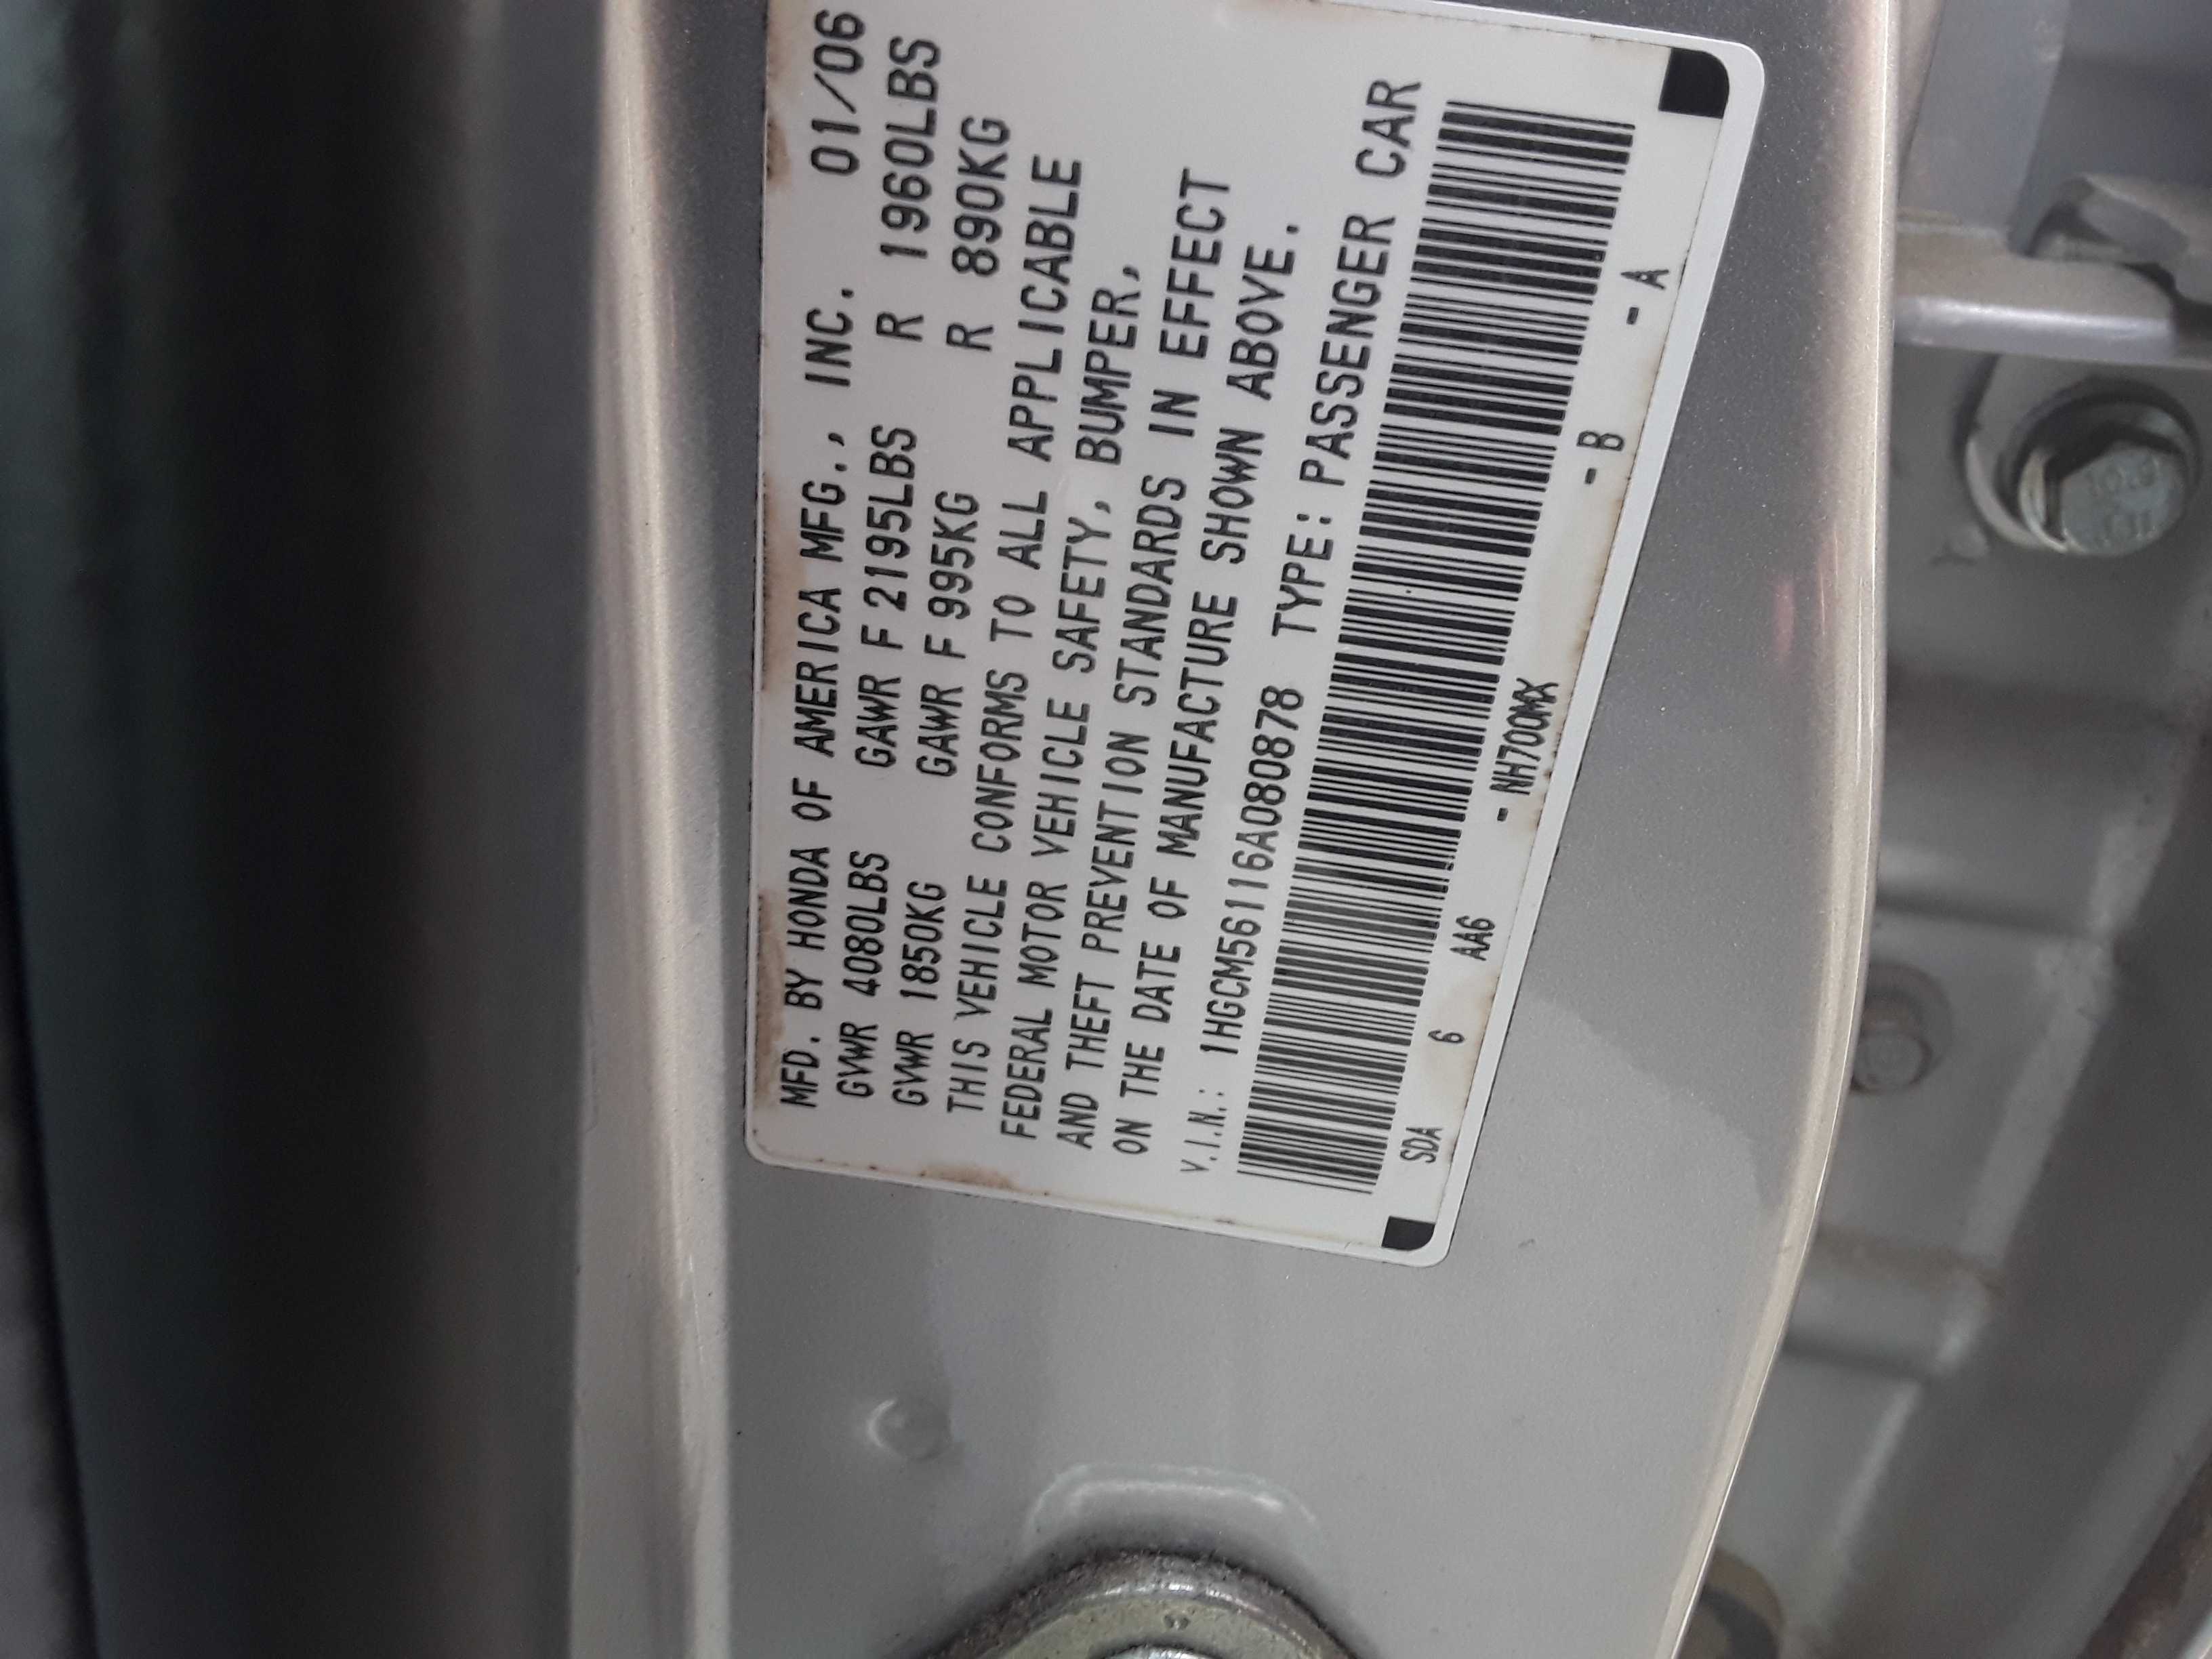 MFD. BY HONDA OF AMERICA MFG., INC. 01/06
GVWR 4080LBS GAWR F 2195LBS R 1960LBS
GVWR 1850KG GAWR F 995KG R 890KG
THIS VEHICLE CONFORMS TO ALL APPLICABLE
FEDERAL MOTOR VEHICLE SAFETY, BUMPER,
AND THEFT PREVENTION STANDARDS IN EFFECT
ON THE DATE OF MANUFACTURE SHOWN ABOVE.
V.I.N.: 1HGCM56116A080878 TYPE: PASSENGER CAR
SDA 6 AA6 - NH700MX - B - A